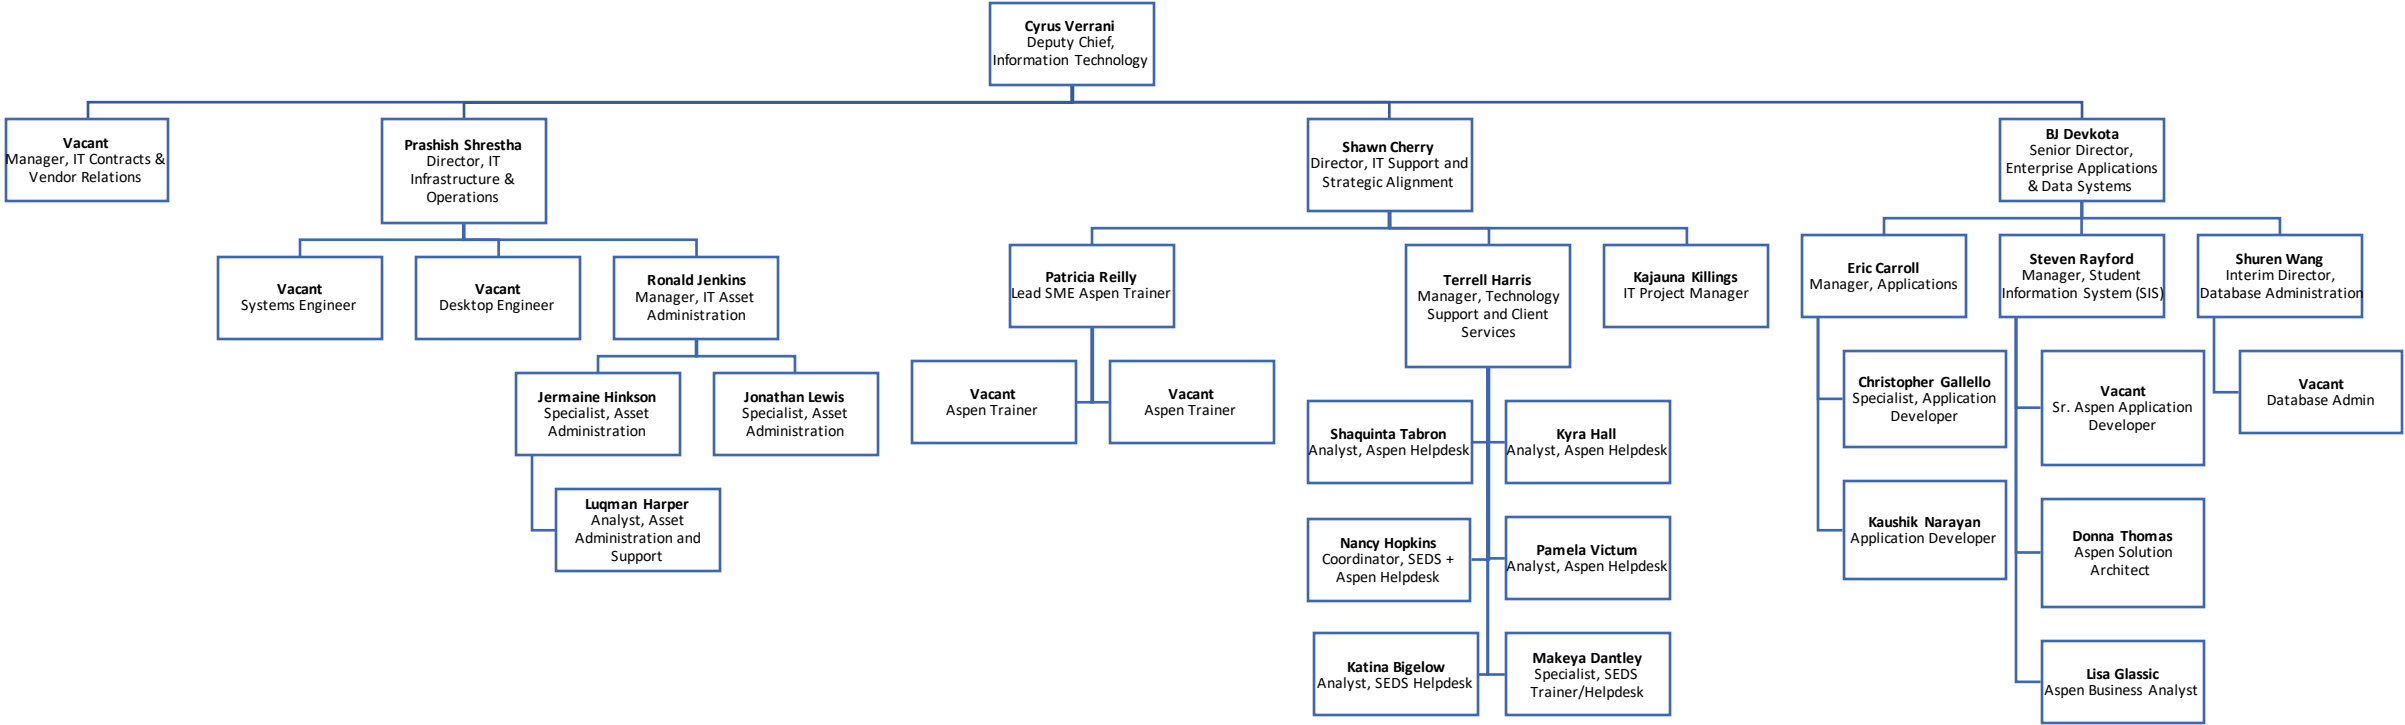 Cyrus Verrani
Deputy Chief,
Information Technology
Vacant
Manager, IT Contracts &
Vendor Relations
Prashish Shrestha
Director, IT
Infrastructure &
Operations
Shawn Cherry
Director, IT Support and
Strategic Alignment
BJ Devkota
Senior Director,
Enterprise Applications
& Data Systems
Vacant
Systems Engineer
Vacant
Desktop Engineer
Ronald Jenkins
Manager, IT Asset
Administration
Patricia Reilly
Lead SME Aspen Trainer
Terrell Harris
Manager, Technology
Support and Client
Services
Kajauna Killings
IT Project Manager
Eric Carroll
Manager, Applications
Steven Rayford
Manager, Student
Information System (SIS)
Shuren Wang
Interim Director,
Database Administration
Jermaine Hinkson
Specialist, Asset
Administration
Jonathan Lewis
Specialist, Asset
Administration
Vacant
Aspen Trainer
Vacant
Aspen Trainer
Christopher Gallello
Specialist, Application
Developer
Vacant
Sr. Aspen Application
Developer
Vacant
Database Admin
Shaquinta Tabron
Analyst, Aspen Helpdesk
Kyra Hall
Analyst, Aspen Helpdesk
Luqman Harper
Analyst, Asset
Administration and
Support
Nancy Hopkins
Coordinator, SEDS +
Aspen Helpdesk
Pamela Victum
Analyst, Aspen Helpdesk
Kaushik Narayan
Application Developer
Donna Thomas
Aspen Solution
Architect
Katina Bigelow
Analyst, SEDS Helpdesk
Makeya Dantley
Specialist, SEDS
Trainer/Helpdesk
Lisa Glassic
Aspen Business Analyst